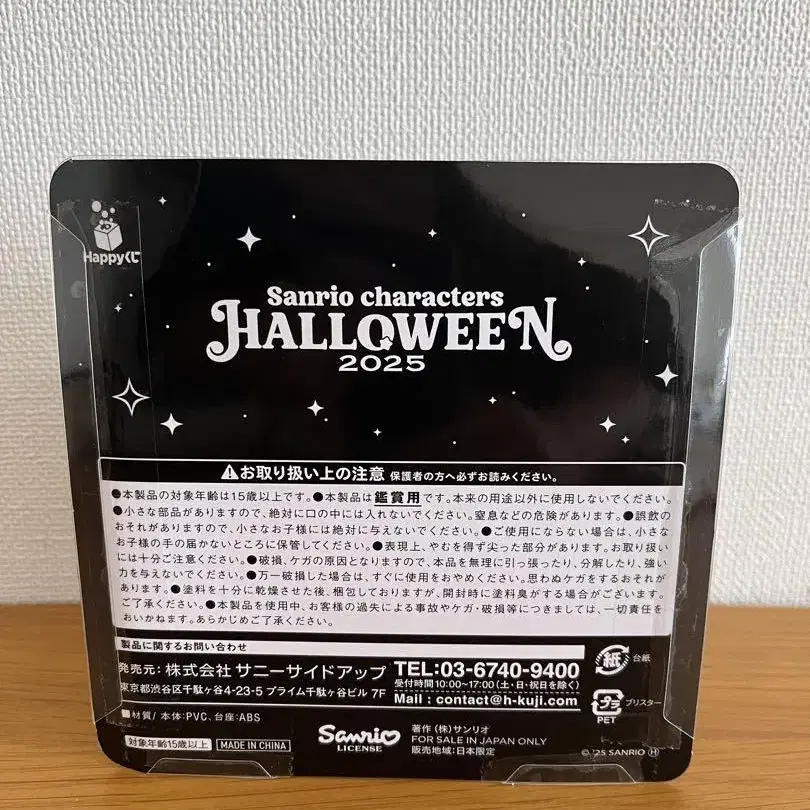 Happyくじ
Sanrio characters
HALLOWEEN
2025
⚠お取り扱い上の注意 保護者の方へ必ずお読みください。
●本製品の対象年齢は15歳以上です。●本製品は鑑賞用です。本来の用途以外に使用しないでください。
●小さな部品がありますので、絶対に口の中には入れないでください。窒息などの危険があります。●誤飲の
おそれがありますので、小さなお子様には絶対に与えないでください。●ご使用にならない場合は、小さな
お子様の手の届かないところに保管してください。●表現上、やむを得ず尖った部分があります。お取り扱い
には十分ご注意ください。●破損、ケガの原因となりますので、本品を無理に引っ張ったり、分解したり、強い
力を与えないでください。●万一破損した場合は、すぐに使用をおやめください。思わぬケガをするおそれが
あります。●塗料を十分に乾燥させた後、梱包しておりますが、開封時に塗料臭がする場合がございます。
ご了承ください。●本製品を使用中、お客様の過失による事故やケガ・破損等につきましては、一切責任を
おいかねます。あらかじめご了承ください。
製品に関するお問い合わせ
発売元:株式会社 サニーサイドアップ
東京都渋谷区千駄ヶ谷4-23-5 プライム千駄ヶ谷ビル 7F
TEL:03-6740-9400
受付時間10:00~17:00(土・日・祝日を除く)
Mail : contact@h-kuji.com
紙 台紙
プラ ブリスター
PET
■材質/ 本体:PVC、台座:ABS
対象年齢15歳以上
MADE IN CHINA
Sanrio
LICENSE
著作 (株)サンリオ
FOR SALE IN JAPAN ONLY
販売地域:日本限定
© '25 SANRIO Ⓗ